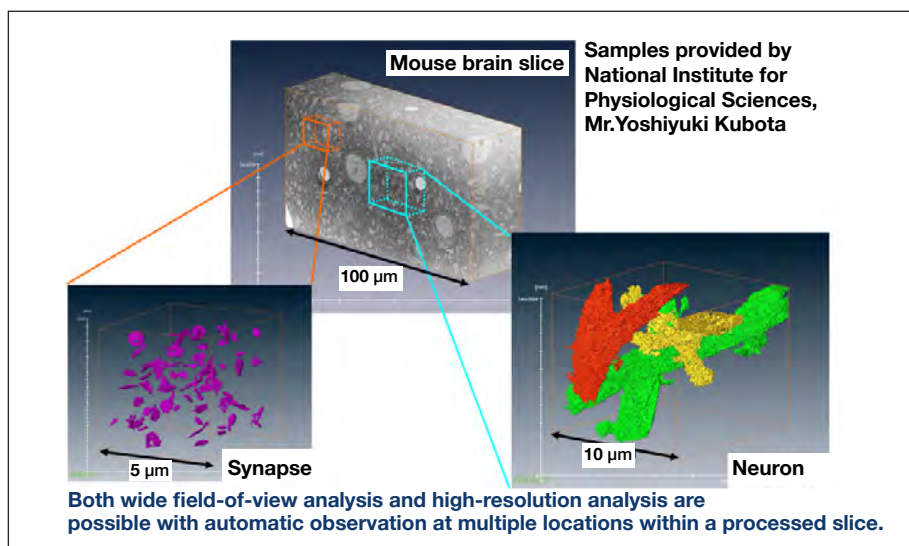 Mouse brain slice
Samples provided by
National Institute for
Physiological Sciences,
Mr.Yoshiyuki Kubota
100 µm
5 µm
Synapse
10 µm
Neuron
Both wide field-of-view analysis and high-resolution analysis are
possible with automatic observation at multiple locations within a processed slice.